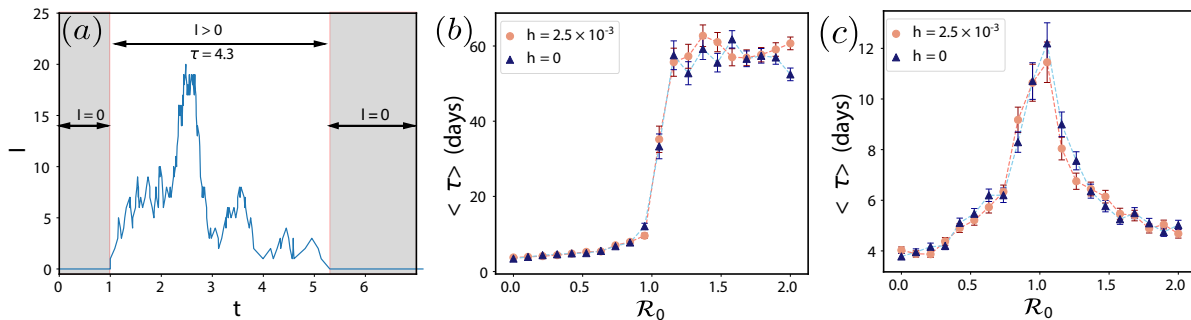 (a)
I > 0
τ = 4.3
I = 0
I = 0
I
25
20
15
10
5
0
0 1 2 3 4 5 6
t
(b)
h = 2.5 × 10⁻³
h = 0
< τ > (days)
60
40
20
0
0.0 0.5 1.0 1.5 2.0
ℛ₀
(c)
h = 2.5 × 10⁻³
h = 0
< τ > (days)
12
10
8
6
4
0.0 0.5 1.0 1.5 2.0
ℛ₀